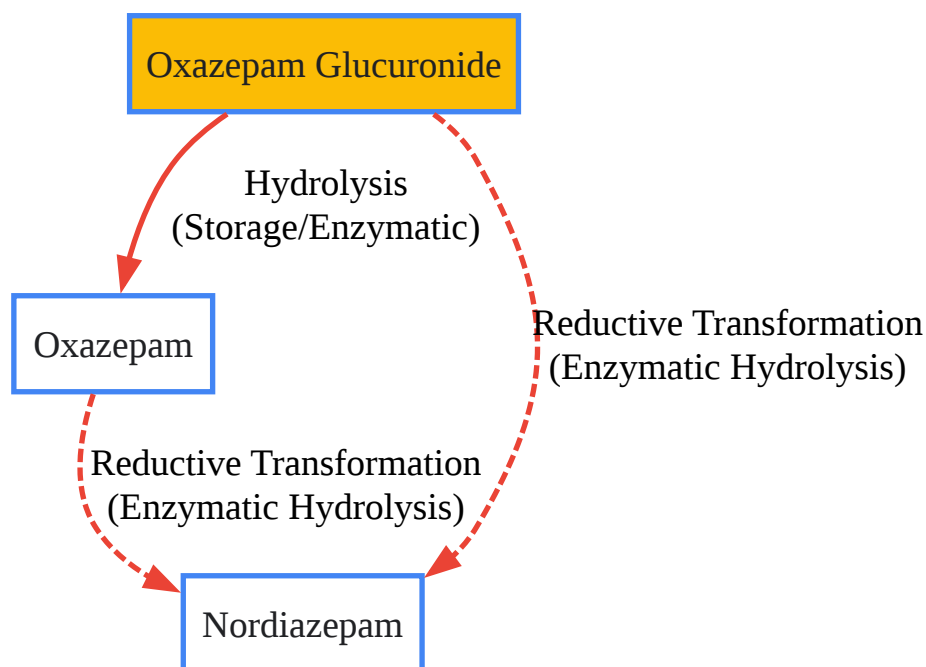 Oxazepam Glucuronide
Hydrolysis
(Storage/Enzymatic)
Reductive Transformation
(Enzymatic Hydrolysis)
Oxazepam
Reductive Transformation
(Enzymatic Hydrolysis)
Nordiazepam